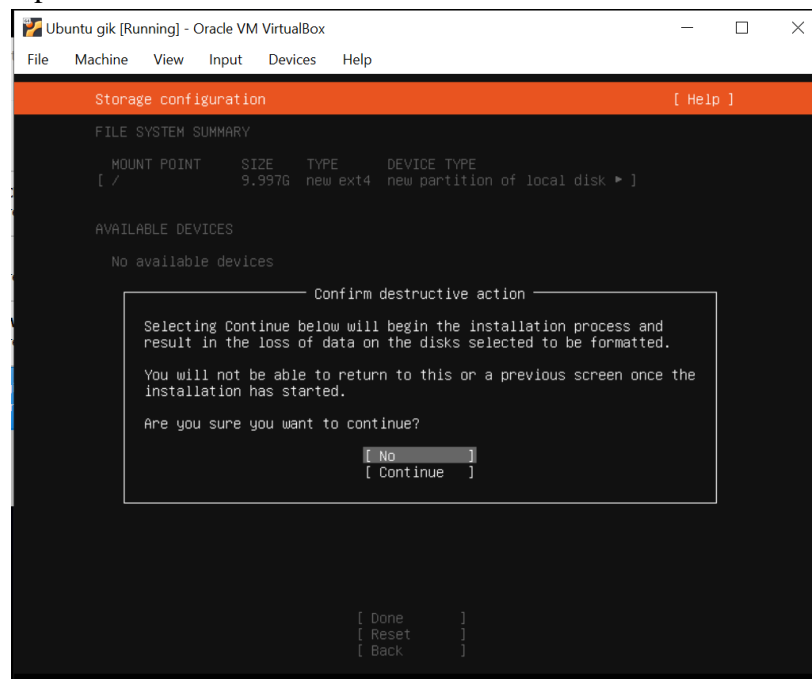 Ubuntu gik [Running] - Oracle VM VirtualBox
File Machine View Input Devices Help
Storage configuration [ Help ]
FILE SYSTEM SUMMARY
MOUNT POINT SIZE TYPE DEVICE TYPE
[ / 9.997G new ext4 new partition of local disk ▸ ]
AVAILABLE DEVICES
No available devices
Confirm destructive action
Selecting Continue below will begin the installation process and
result in the loss of data on the disks selected to be formatted.
You will not be able to return to this or a previous screen once the
installation has started.
Are you sure you want to continue?
[ No ]
[ Continue ]
[ Done ]
[ Reset ]
[ Back ]